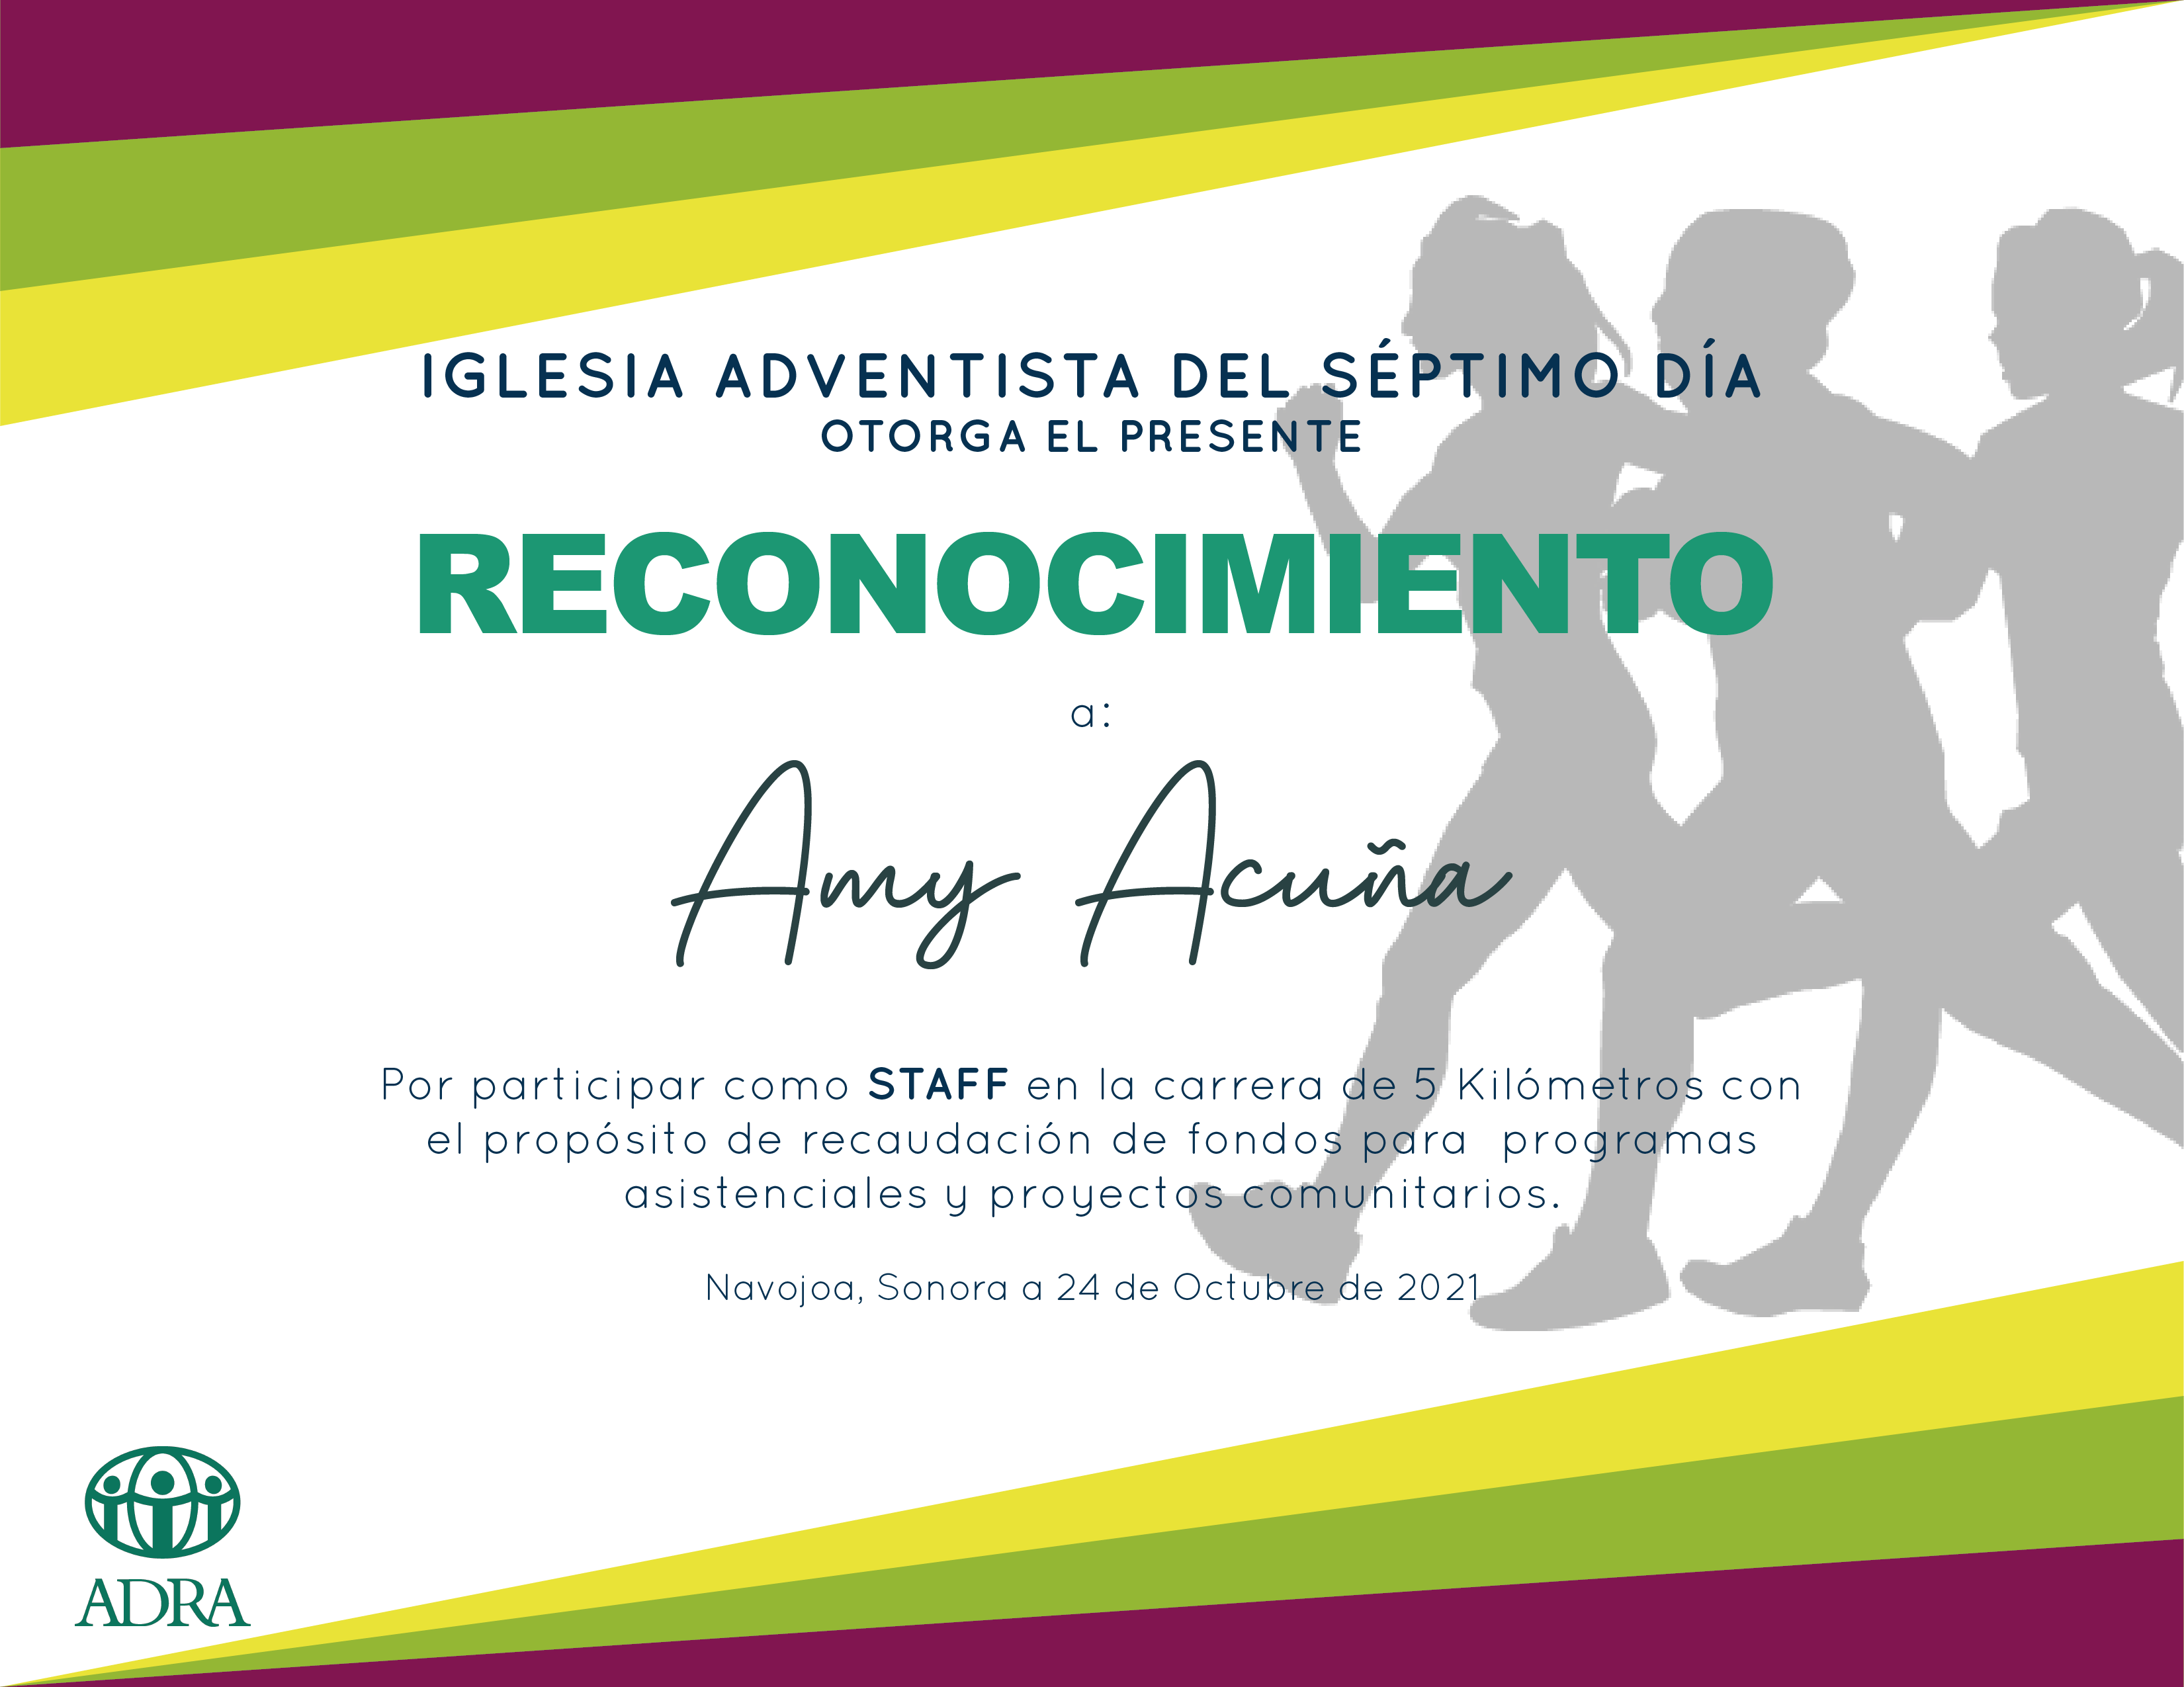 IGLESIA ADVENTISTA DEL SÉPTIMO DÍA
OTORGA EL PRESENTE
RECONOCIMIENTO
a:
Amy Acuña
Por participar como STAFF en la carrera de 5 Kilómetros con
el propósito de recaudación de fondos para programas
asistenciales y proyectos comunitarios.
Navojoa, Sonora a 24 de Octubre de 2021
ADRA